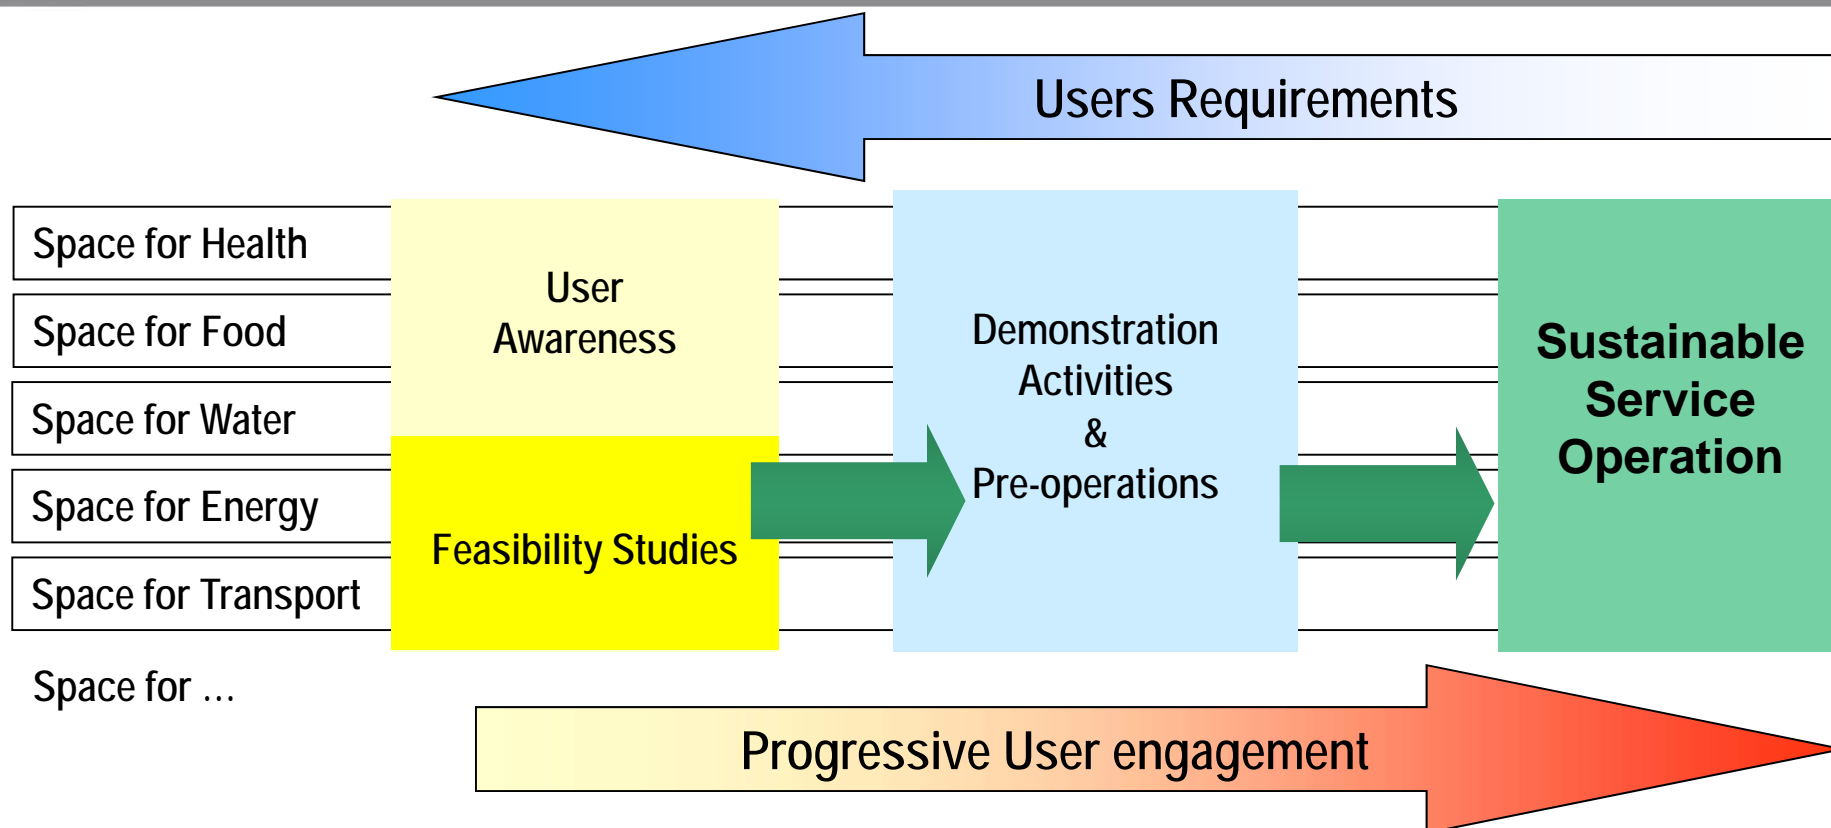 Users Requirements
Space for Health
Space for Food
Space for Water
Space for Energy
Space for Transport
Space for ...
User
Awareness
Feasibility Studies
Demonstration
Activities
&
Pre-operations
Sustainable
Service
Operation
Progressive User engagement